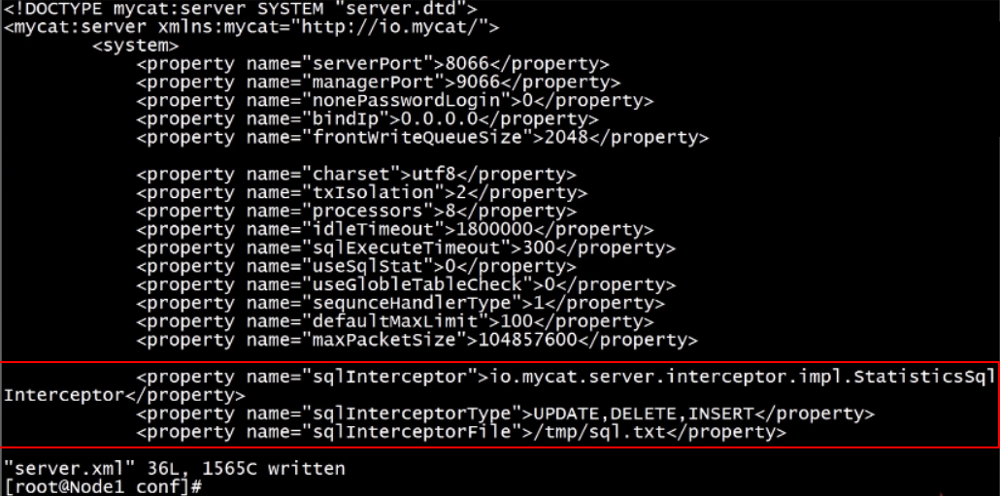 <!DOCTYPE mycat:server SYSTEM "server.dtd">
<mycat:server xmlns:mycat="http://io.mycat/">
        <system>
            <property name="serverPort">8066</property>
            <property name="managerPort">9066</property>
            <property name="nonePasswordLogin">0</property>
            <property name="bindIp">0.0.0.0</property>
            <property name="frontWriteQueueSize">2048</property>
            <property name="charset">utf8</property>
            <property name="txIsolation">2</property>
            <property name="processors">8</property>
            <property name="idleTimeout">1800000</property>
            <property name="sqlExecuteTimeout">300</property>
            <property name="useSqlStat">0</property>
            <property name="useGlobleTableCheck">0</property>
            <property name="sequnceHandlerType">1</property>
            <property name="defaultMaxLimit">100</property>
            <property name="maxPacketSize">104857600</property>
            <property name="sqlInterceptor">io.mycat.server.interceptor.impl.StatisticsSql
Interceptor</property>
            <property name="sqlInterceptorType">UPDATE,DELETE,INSERT</property>
            <property name="sqlInterceptorFile">/tmp/sql.txt</property>
"server.xml" 36L, 1565C written
[root@Node1 conf]#